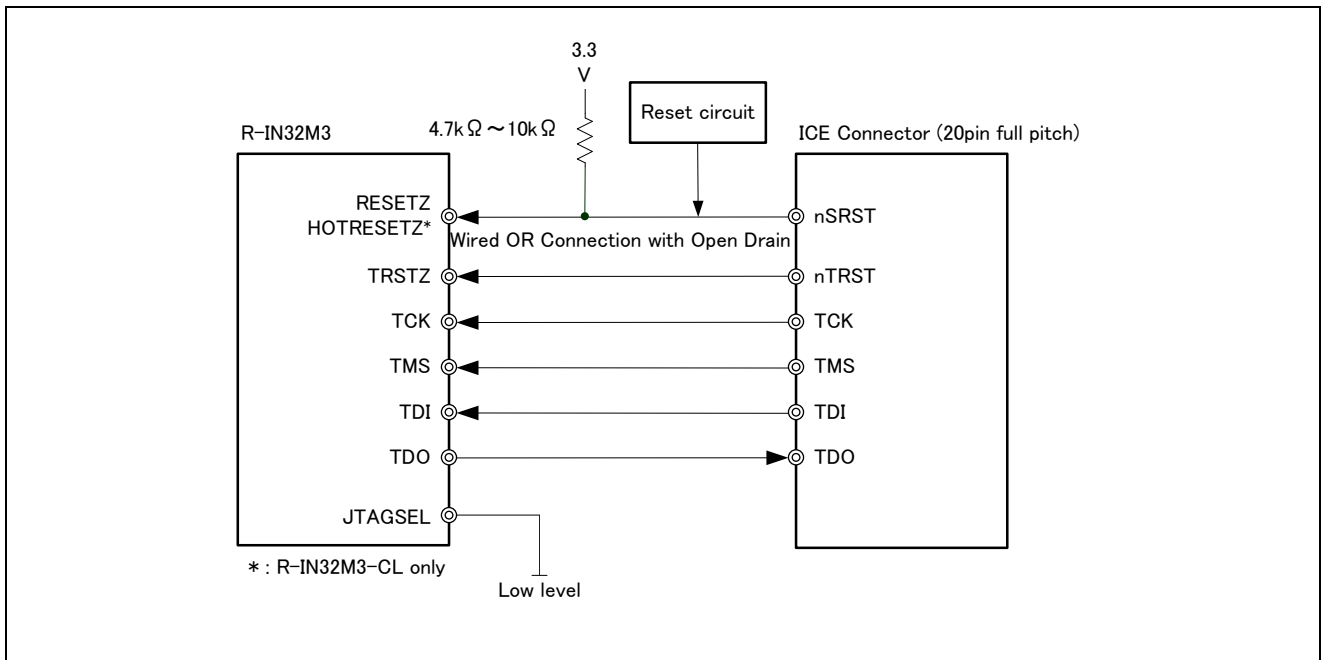 3.3
V
Reset circuit
4.7kΩ～10kΩ
R-IN32M3
ICE Connector (20pin full pitch)
RESETZ
HOTRESETZ*
nSRST
Wired OR Connection with Open Drain
TRSTZ
nTRST
TCK
TCK
TMS
TMS
TDI
TDI
TDO
TDO
JTAGSEL
* : R-IN32M3-CL only
Low level